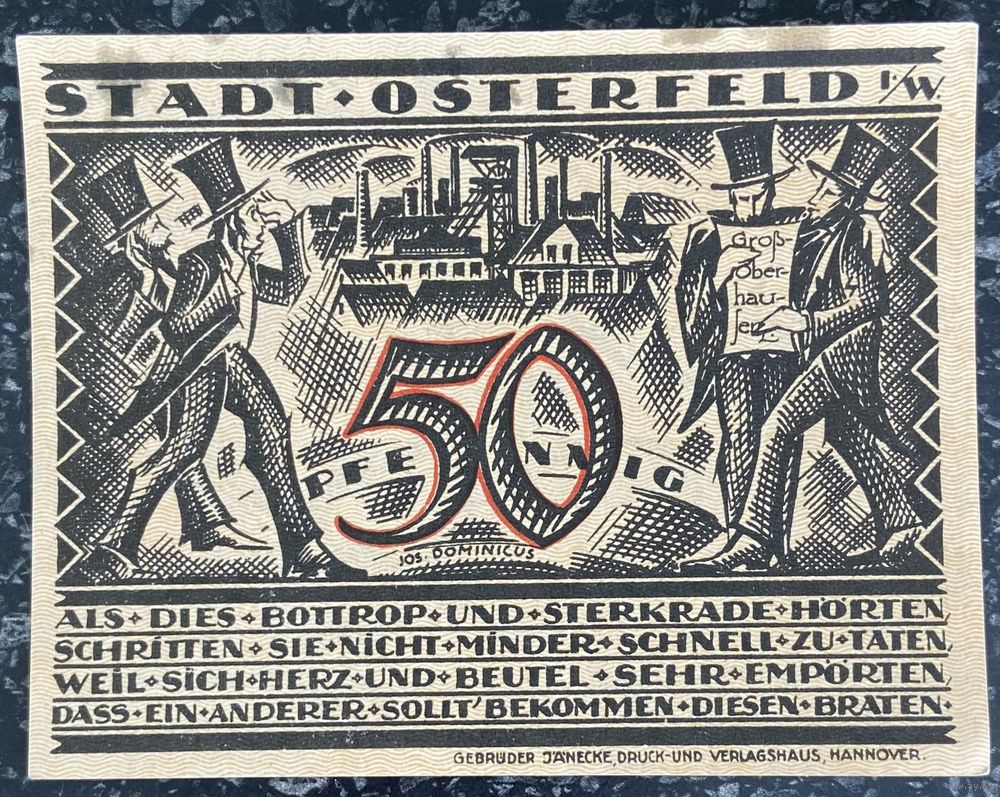 STADT · OSTERFELD I./W.
Groß-
Ober-
hau-
sen
50
PFENNIG
JOS. DOMINICUS
ALS · DIES · BOTTROP · UND · STERKRADE · HÖRTEN,
SCHRITTEN · SIE · NICHT · MINDER · SCHNELL · ZU · TATEN,
WEIL · SICH · HERZ · UND · BEUTEL · SEHR · EMPÖRTEN,
DASS · EIN · ANDERER · SOLLT' BEKOMMEN · DIESEN · BRATEN ·
GEBRÜDER JÄNECKE, DRUCK-UND VERLAGSHAUS, HANNOVER.